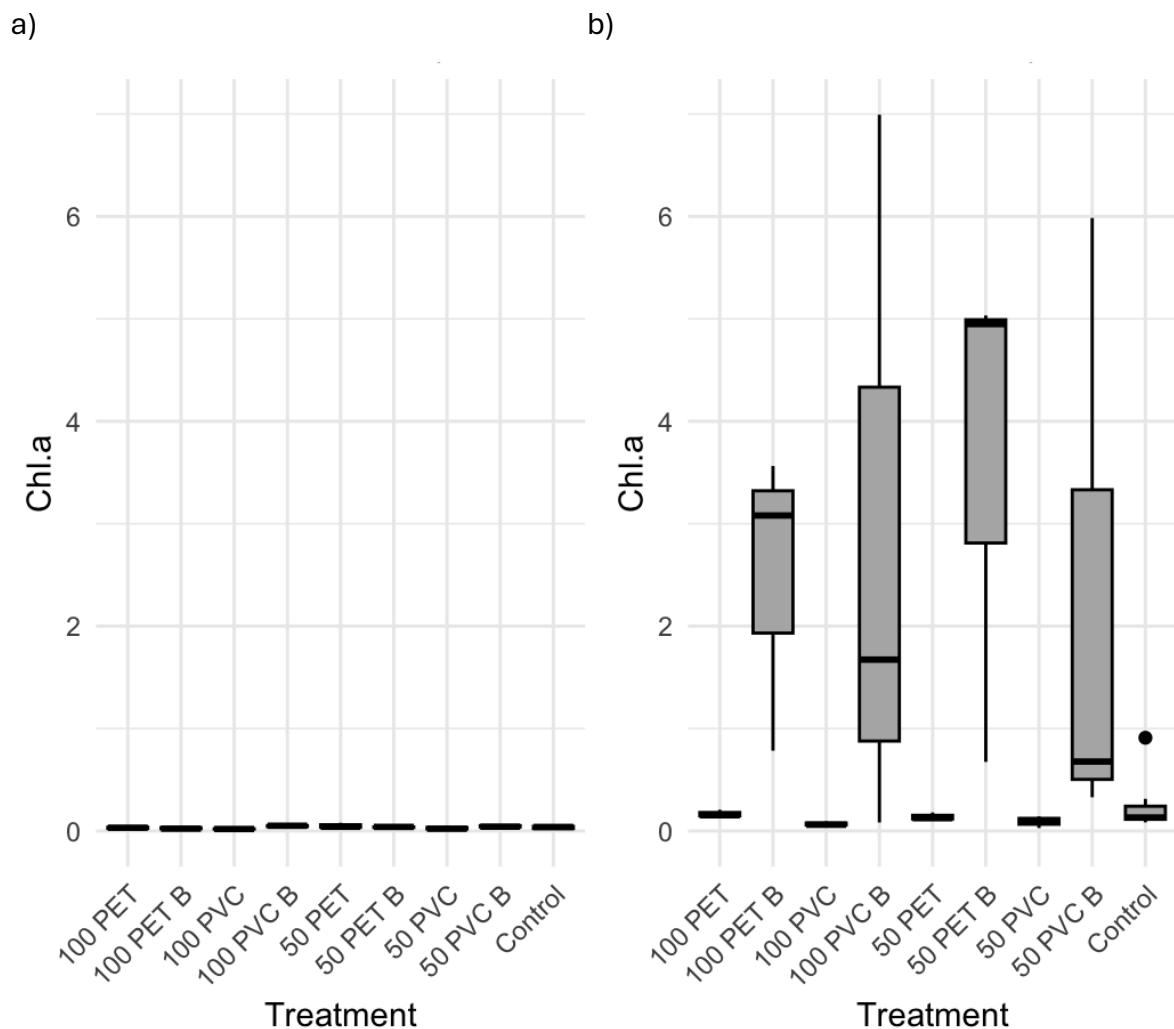 a)
b)
Chl.a
6
4
2
0
100 PET
100 PET B
100 PVC
100 PVC B
50 PET
50 PET B
50 PVC
50 PVC B
Control
Treatment
Chl.a
6
4
2
0
100 PET
100 PET B
100 PVC
100 PVC B
50 PET
50 PET B
50 PVC
50 PVC B
Control
Treatment